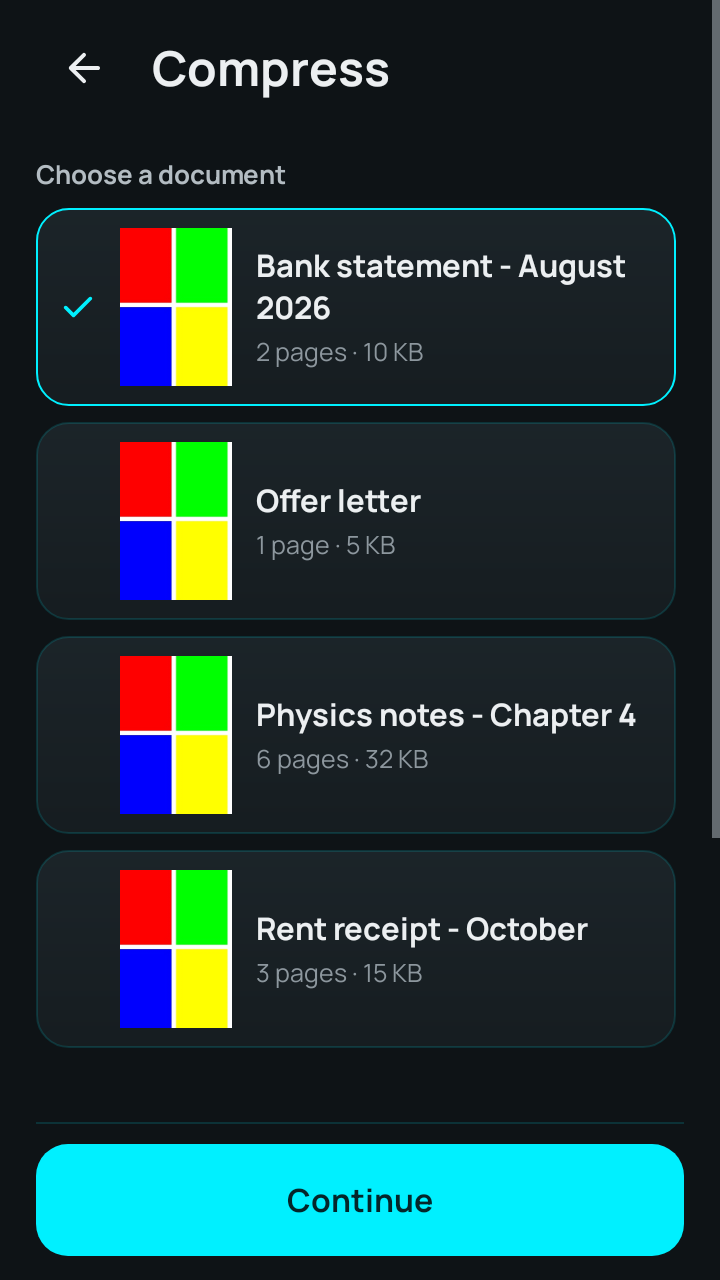 Compress
Choose a document
Bank statement - August
2026
2 pages · 10 KB
Offer letter
1 page · 5 KB
Physics notes - Chapter 4
6 pages · 32 KB
Rent receipt - October
3 pages · 15 KB
Continue